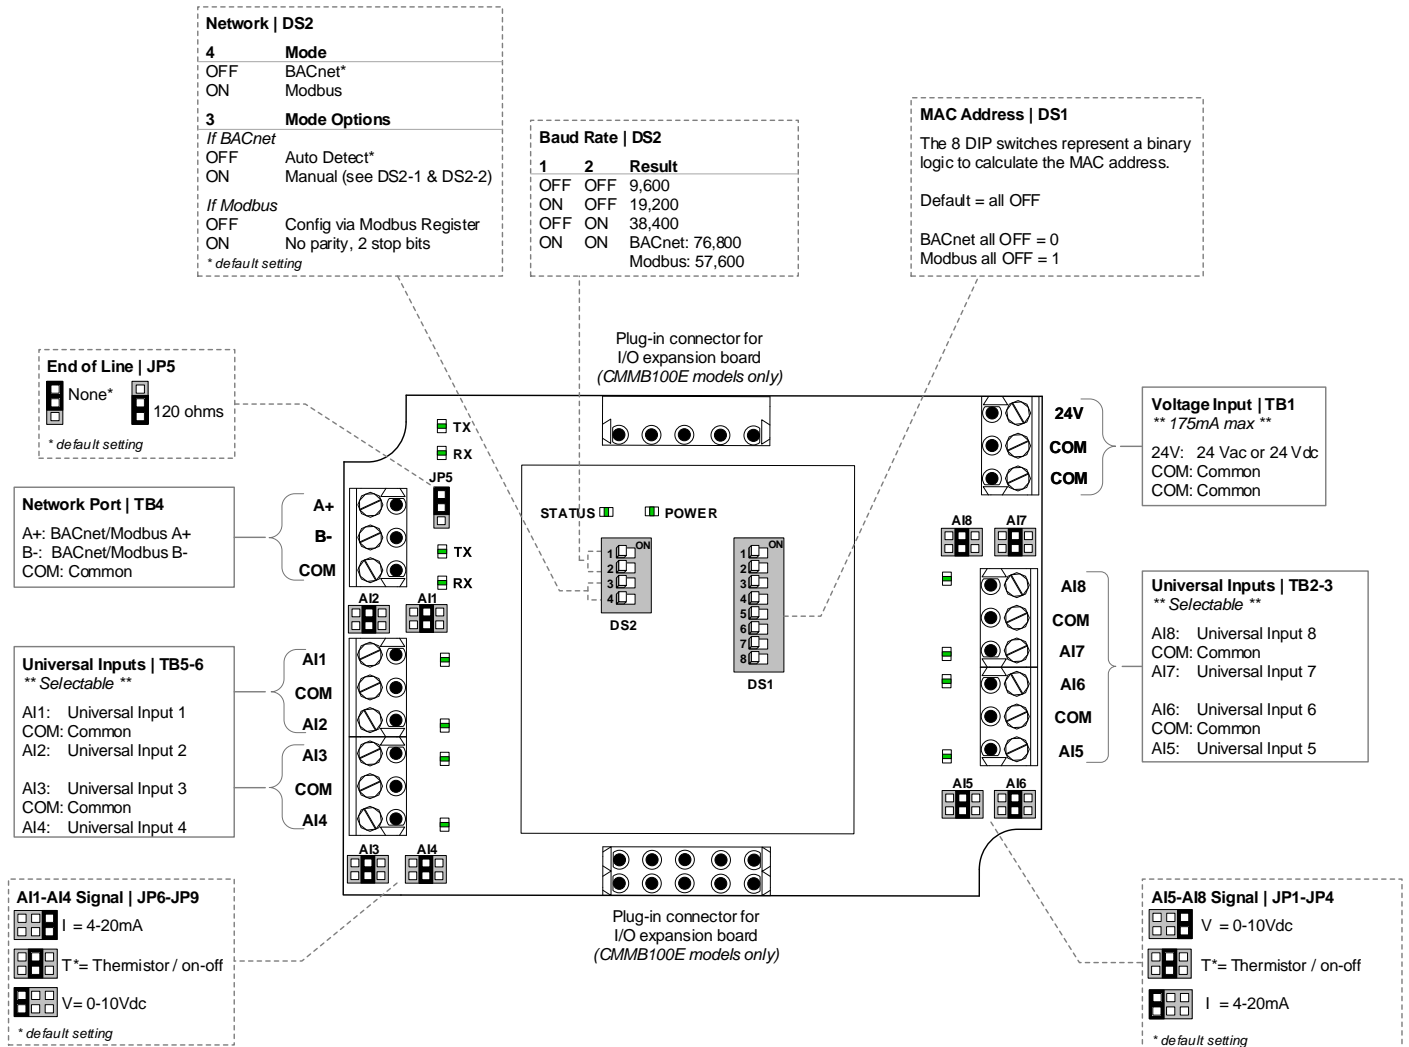 Network | DS2
4 Mode
OFF BACnet*
ON Modbus
3 Mode Options
If BACnet
OFF Auto Detect*
ON Manual (see DS2-1 & DS2-2)
If Modbus
OFF Config via Modbus Register
ON No parity, 2 stop bits
* default setting
Baud Rate | DS2
1 2 Result
OFF OFF 9,600
ON OFF 19,200
OFF ON 38,400
ON ON BACnet: 76,800
Modbus: 57,600
MAC Address | DS1
The 8 DIP switches represent a binary
logic to calculate the MAC address.
Default = all OFF
BACnet all OFF = 0
Modbus all OFF = 1
End of Line | JP5
None*
120 ohms
* default setting
Plug-in connector for
I/O expansion board
(CMMB100E models only)
Voltage Input | TB1
** 175mA max **
24V: 24 Vac or 24 Vdc
COM: Common
COM: Common
Network Port | TB4
A+: BACnet/Modbus A+
B-: BACnet/Modbus B-
COM: Common
A+
B-
COM
TX
RX
JP5
TX
RX
AI2 AI1
STATUS
POWER
ON
1
2
3
4
DS2
ON
1
2
3
4
5
6
7
8
DS1
24V
COM
COM
AI8 AI7
AI8
COM
AI7
AI6
COM
AI5
AI5 AI6
Universal Inputs | TB2-3
** Selectable **
AI8: Universal Input 8
COM: Common
AI7: Universal Input 7
AI6: Universal Input 6
COM: Common
AI5: Universal Input 5
Universal Inputs | TB5-6
** Selectable **
AI1: Universal Input 1
COM: Common
AI2: Universal Input 2
AI3: Universal Input 3
COM: Common
AI4: Universal Input 4
AI1
COM
AI2
AI3
COM
AI4
AI3 AI4
AI1-AI4 Signal | JP6-JP9
I = 4-20mA
T*= Thermistor / on-off
V= 0-10Vdc
* default setting
Plug-in connector for
I/O expansion board
(CMMB100E models only)
AI5-AI8 Signal | JP1-JP4
V = 0-10Vdc
T*= Thermistor / on-off
I = 4-20mA
* default setting